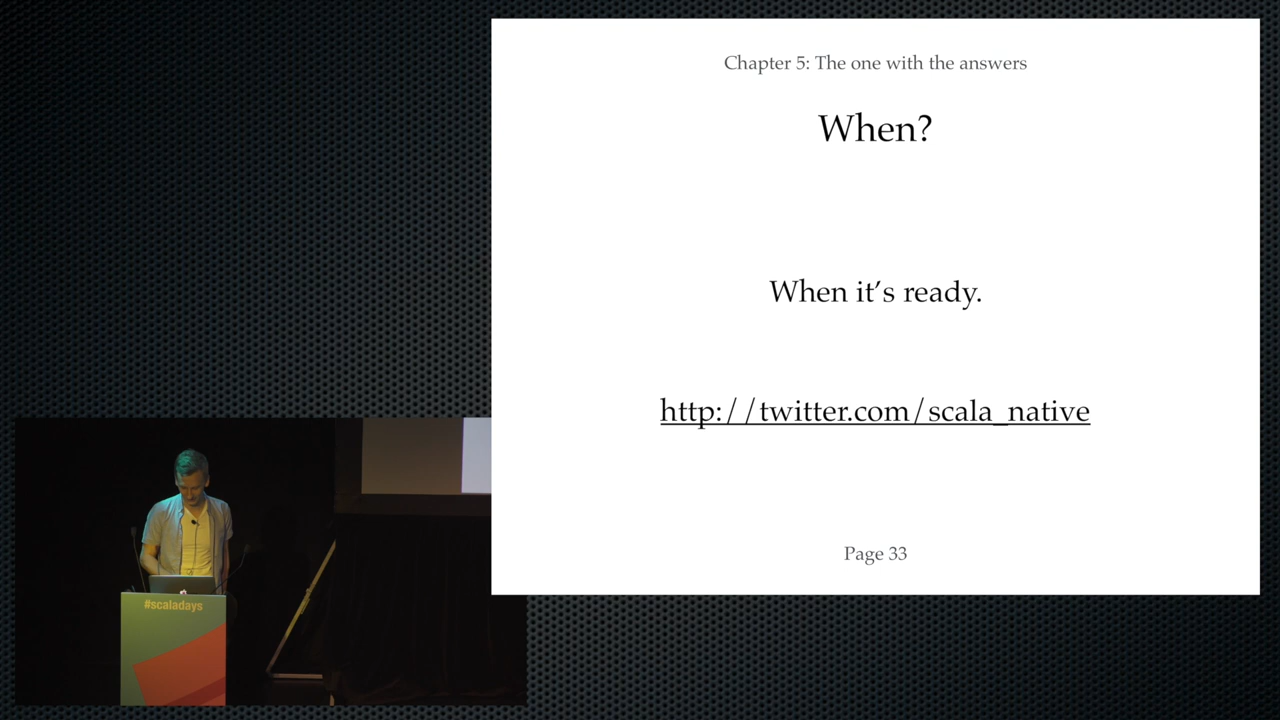 Chapter 5: The one with the answers
When?
When it's ready.
http://twitter.com/scala_native
Page 33
#scaladays